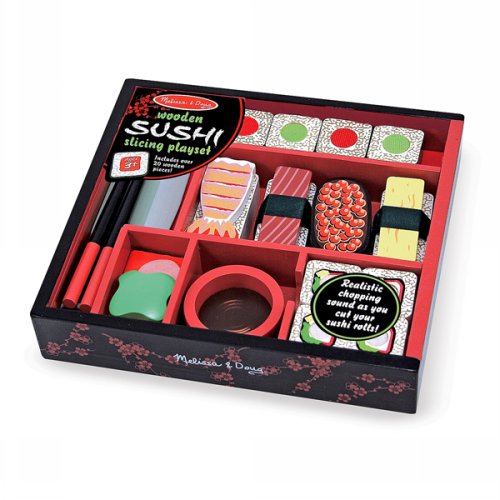 Melissa & Doug
wooden
SUSHI
slicing playset
Includes over
20 wooden
pieces!
3+
Realistic
chopping
sound as you
cut your
sushi rolls!
Melissa & Doug